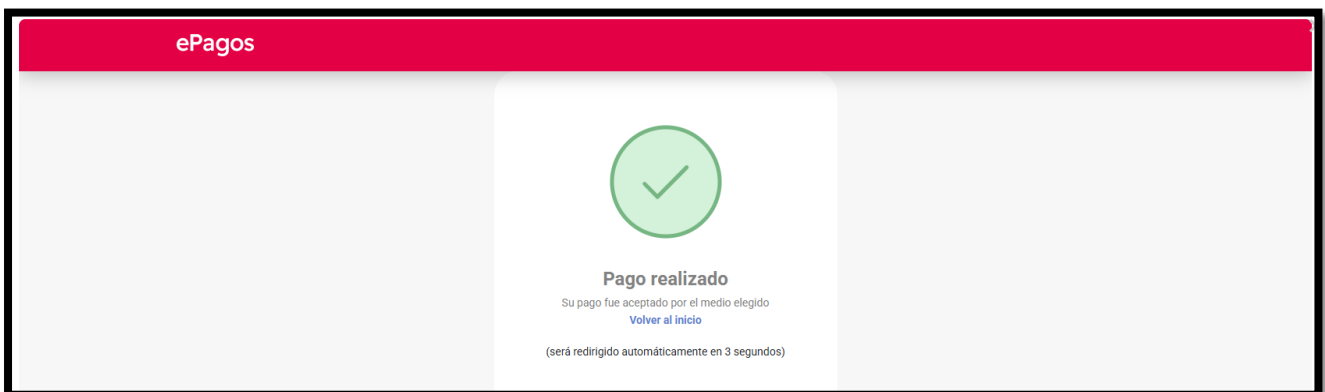 ePagos
Pago realizado
Su pago fue aceptado por el medio elegido
Volver al inicio
(será redirigido automáticamente en 3 segundos)